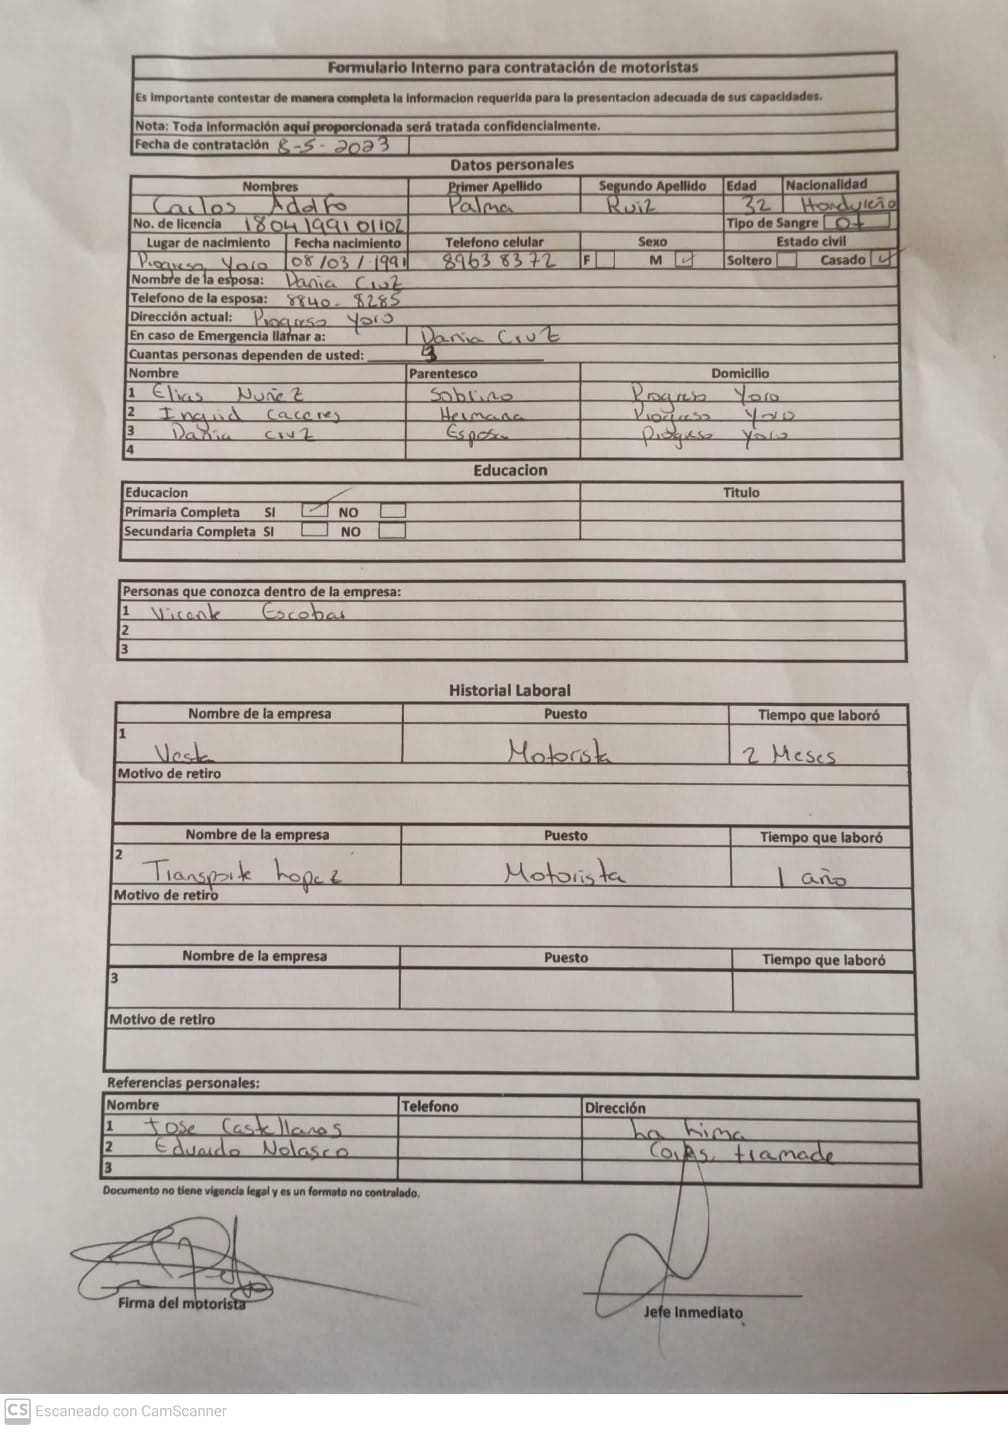 Formulario Interno para contratación de motoristas
Es importante contestar de manera completa la informacion requerida para la presentacion adecuada de sus capacidades.
Nota: Toda información aqui proporcionada será tratada confidencialmente.
Fecha de contratación 8-5-2023
Datos personales
Nombres Primer Apellido Segundo Apellido Edad Nacionalidad
Carlos Adolfo Palma Ruiz 32 Hondureño
No. de licencia 1804199101102 Tipo de Sangre O+
Lugar de nacimiento Fecha nacimiento Telefono celular Sexo Estado civil
Progreso, Yoro 08/03/1991 89638372 F M ✓ Soltero Casado ✓
Nombre de la esposa: Dania Cruz
Telefono de la esposa: 8840-8285
Dirección actual: Progreso Yoro
En caso de Emergencia llamar a: Dania Cruz
Cuantas personas dependen de usted:
Nombre Parentesco Domicilio
1 Elias Nuñez Sobrino Progreso Yoro
2 Ingrid Caceres Hermana Progreso Yoro
3 Dania Cruz Esposa Progreso Yoro
4
Educacion
Educacion Titulo
Primaria Completa SI ✓ NO
Secundaria Completa SI NO
Personas que conozca dentro de la empresa:
1 Vicente Escobar
2
3
Historial Laboral
Nombre de la empresa Puesto Tiempo que laboró
1 Vesta Motorista 2 Meses
Motivo de retiro
Nombre de la empresa Puesto Tiempo que laboró
2 Transporte Lopez Motorista 1 año
Motivo de retiro
Nombre de la empresa Puesto Tiempo que laboró
3
Motivo de retiro
Referencias personales:
Nombre Telefono Dirección
1 Jose Castellanos La Lima
2 Eduardo Nolasco
3
Documento no tiene vigencia legal y es un formato no contralado.
Firma del motorista Jefe Inmediato
CS Escaneado con CamScanner